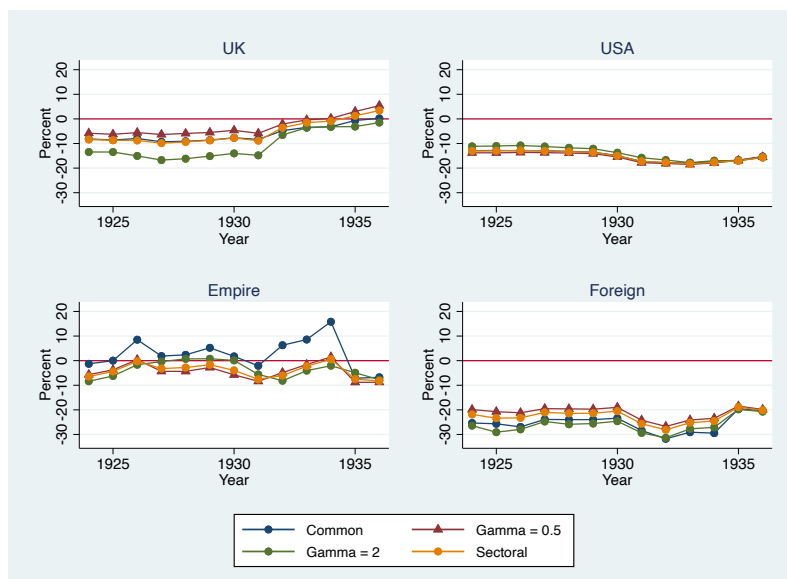 UK
USA
20
10
0
-10
-20
-30
Percent
1925
1930
1935
Year
20
10
0
-10
-20
-30
Percent
1925
1930
1935
Year
Empire
Foreign
20
10
0
-10
-20
-30
Percent
1925
1930
1935
Year
20
10
0
-10
-20
-30
Percent
1925
1930
1935
Year
Common
Gamma = 0.5
Gamma = 2
Sectoral